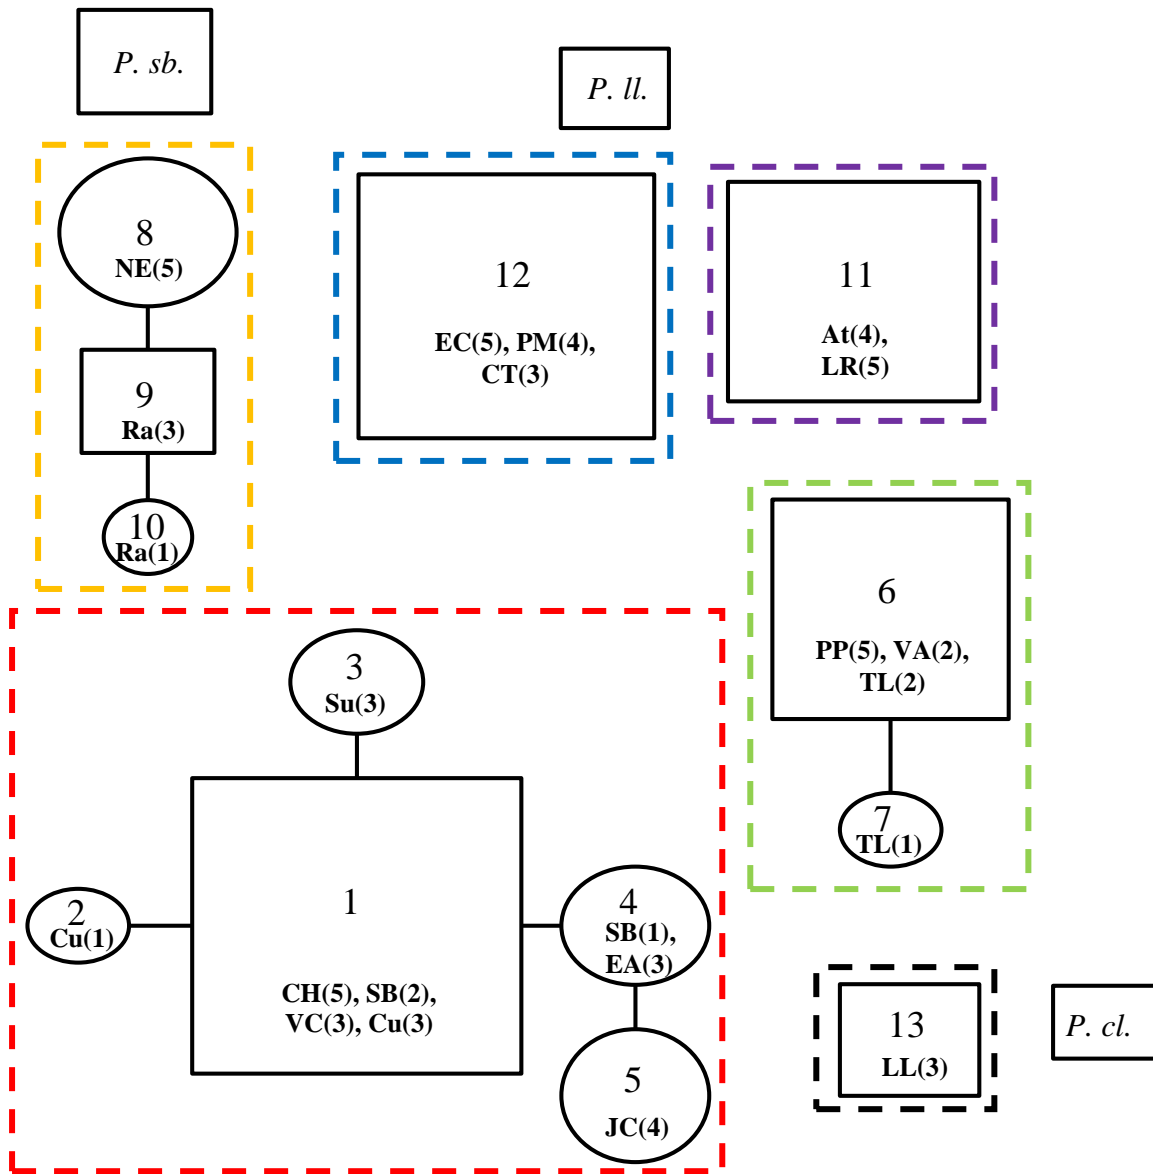 P. sb.
P. ll.
8
NE(5)
9
Ra(3)
10
Ra(1)
12
EC(5), PM(4),
CT(3)
11
At(4),
LR(5)
6
PP(5), VA(2),
TL(2)
7
TL(1)
3
Su(3)
2
Cu(1)
1
CH(5), SB(2),
VC(3), Cu(3)
4
SB(1),
EA(3)
5
JC(4)
13
LL(3)
P. cl.